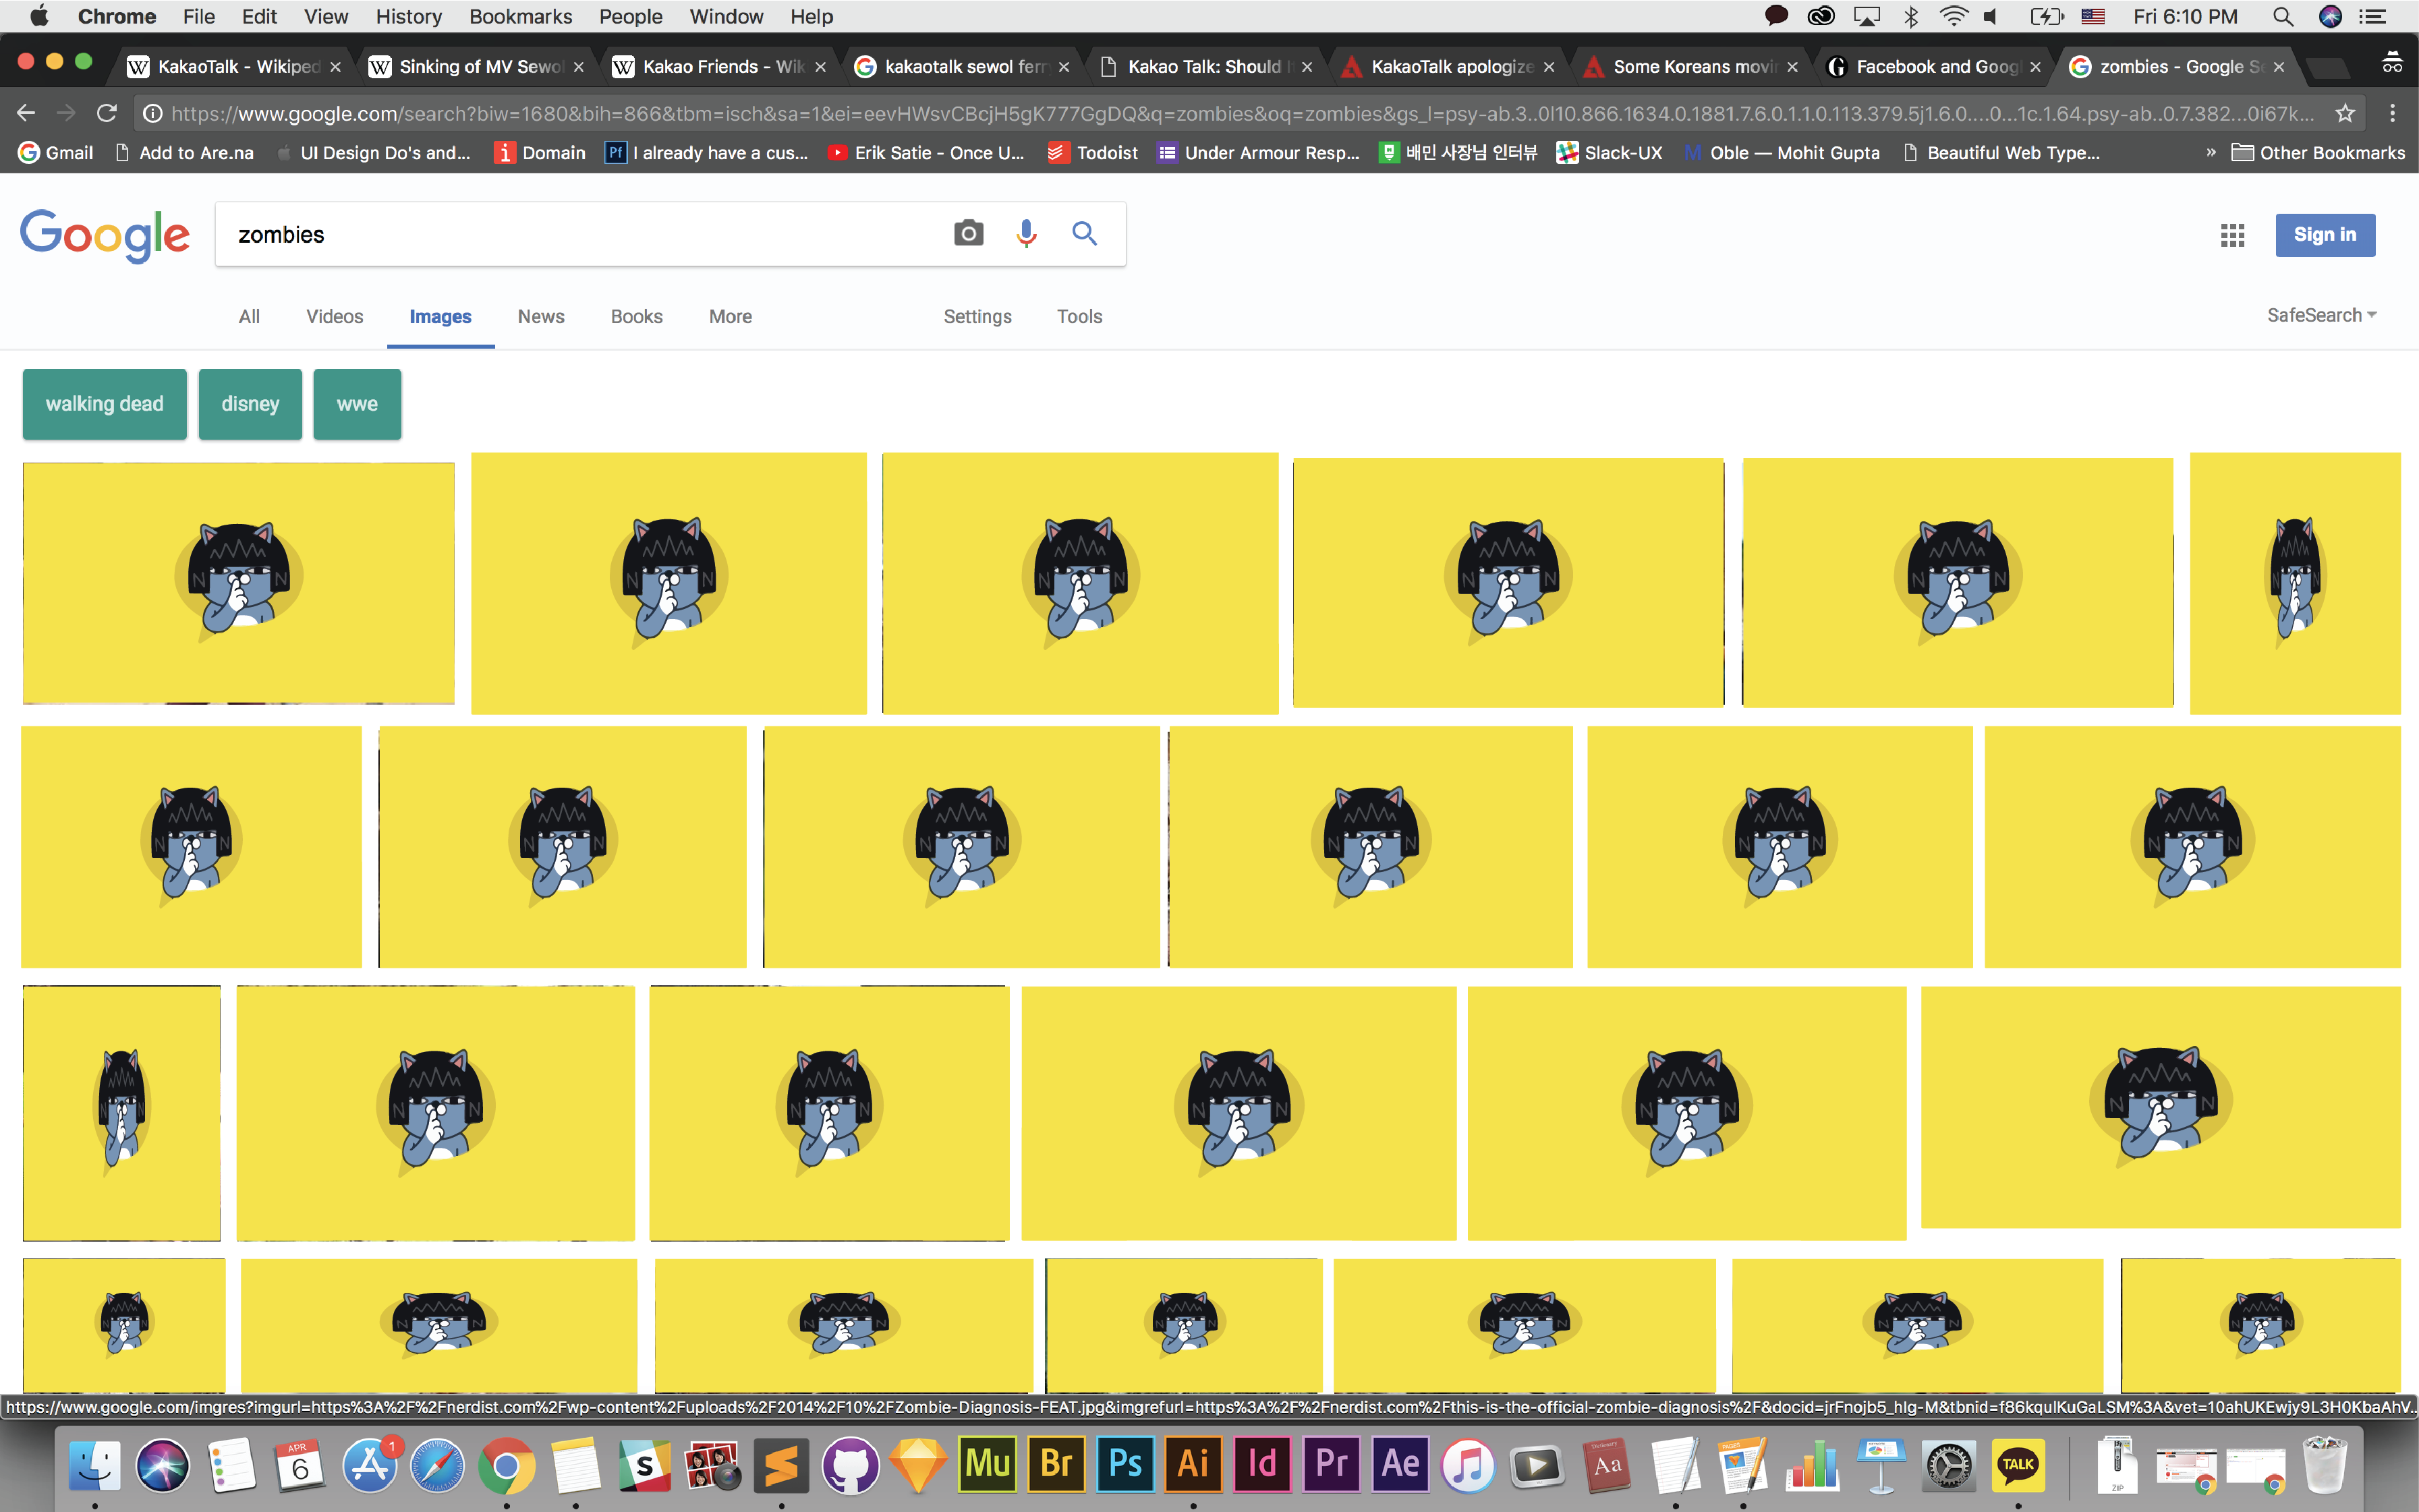 Chrome File Edit View History Bookmarks People Window Help Fri 6:10 PM
KakaoTalk - Wikiped Sinking of MV Sewol Kakao Friends - Wik kakaotalk sewol ferr Kakao Talk: Should I KakaoTalk apologize Some Koreans movin Facebook and Googl zombies - Google Se
https://www.google.com/search?biw=1680&bih=866&tbm=isch&sa=1&ei=eevHWsvCBcjH5gK777GgDQ&q=zombies&oq=zombies&gs_l=psy-ab.3..0l10.866.1634.0.1881.7.6.0.1.1.0.113.379.5j1.6.0....0...1c.1.64.psy-ab..0.7.382...0i67k...
Gmail Add to Are.na UI Design Do's and... Domain Pf I already have a cus... Erik Satie - Once U... Todoist Under Armour Resp... 배민 사장님 인터뷰 Slack-UX M Oble — Mohit Gupta Beautiful Web Type... » Other Bookmarks
Google zombies Sign in
All Videos Images News Books More Settings Tools SafeSearch
walking dead disney wwe
https://www.google.com/imgres?imgurl=https%3A%2F%2Fnerdist.com%2Fwp-content%2Fuploads%2F2014%2F10%2FZombie-Diagnosis-FEAT.jpg&imgrefurl=https%3A%2F%2Fnerdist.com%2Fthis-is-the-official-zombie-diagnosis%2F&docid=jrFnojb5_hIg-M&tbnid=f86kqulKuGaLSM%3A&vet=10ahUKEwjy9L3H0KbaAhV...
APR 6 1 S Mu Br Ps Ai Id Pr Ae Aa PAGES TALK ZIP